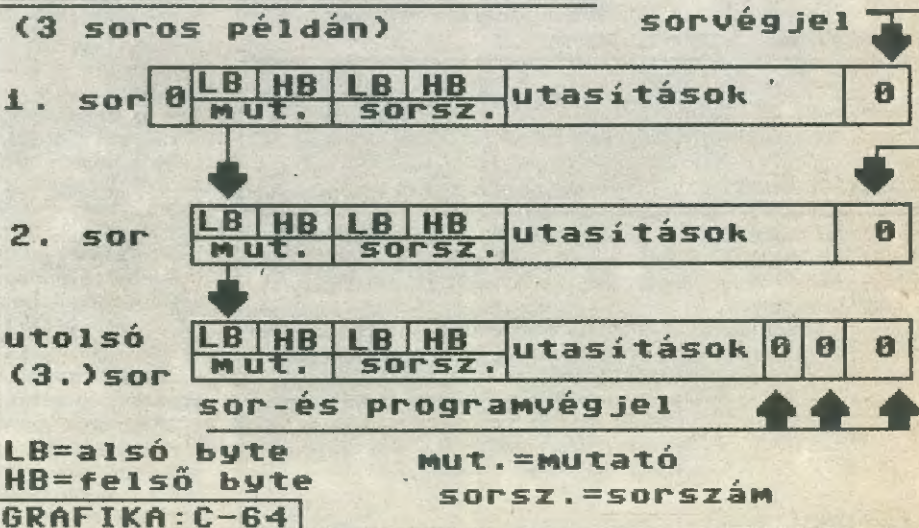 (3 soros példán)
sorvégjel
1. sor 0 LB HB LB HB utasítások 0
mut. sorsz.
2. sor LB HB LB HB utasítások 0
mut. sorsz.
utolsó LB HB LB HB utasítások 0 0 0
(3.)sor mut. sorsz.
sor-és programvégjel
LB=alsó byte
HB=felső byte
mut.=mutató
sorsz.=sorszám
GRAFIKA:C-64